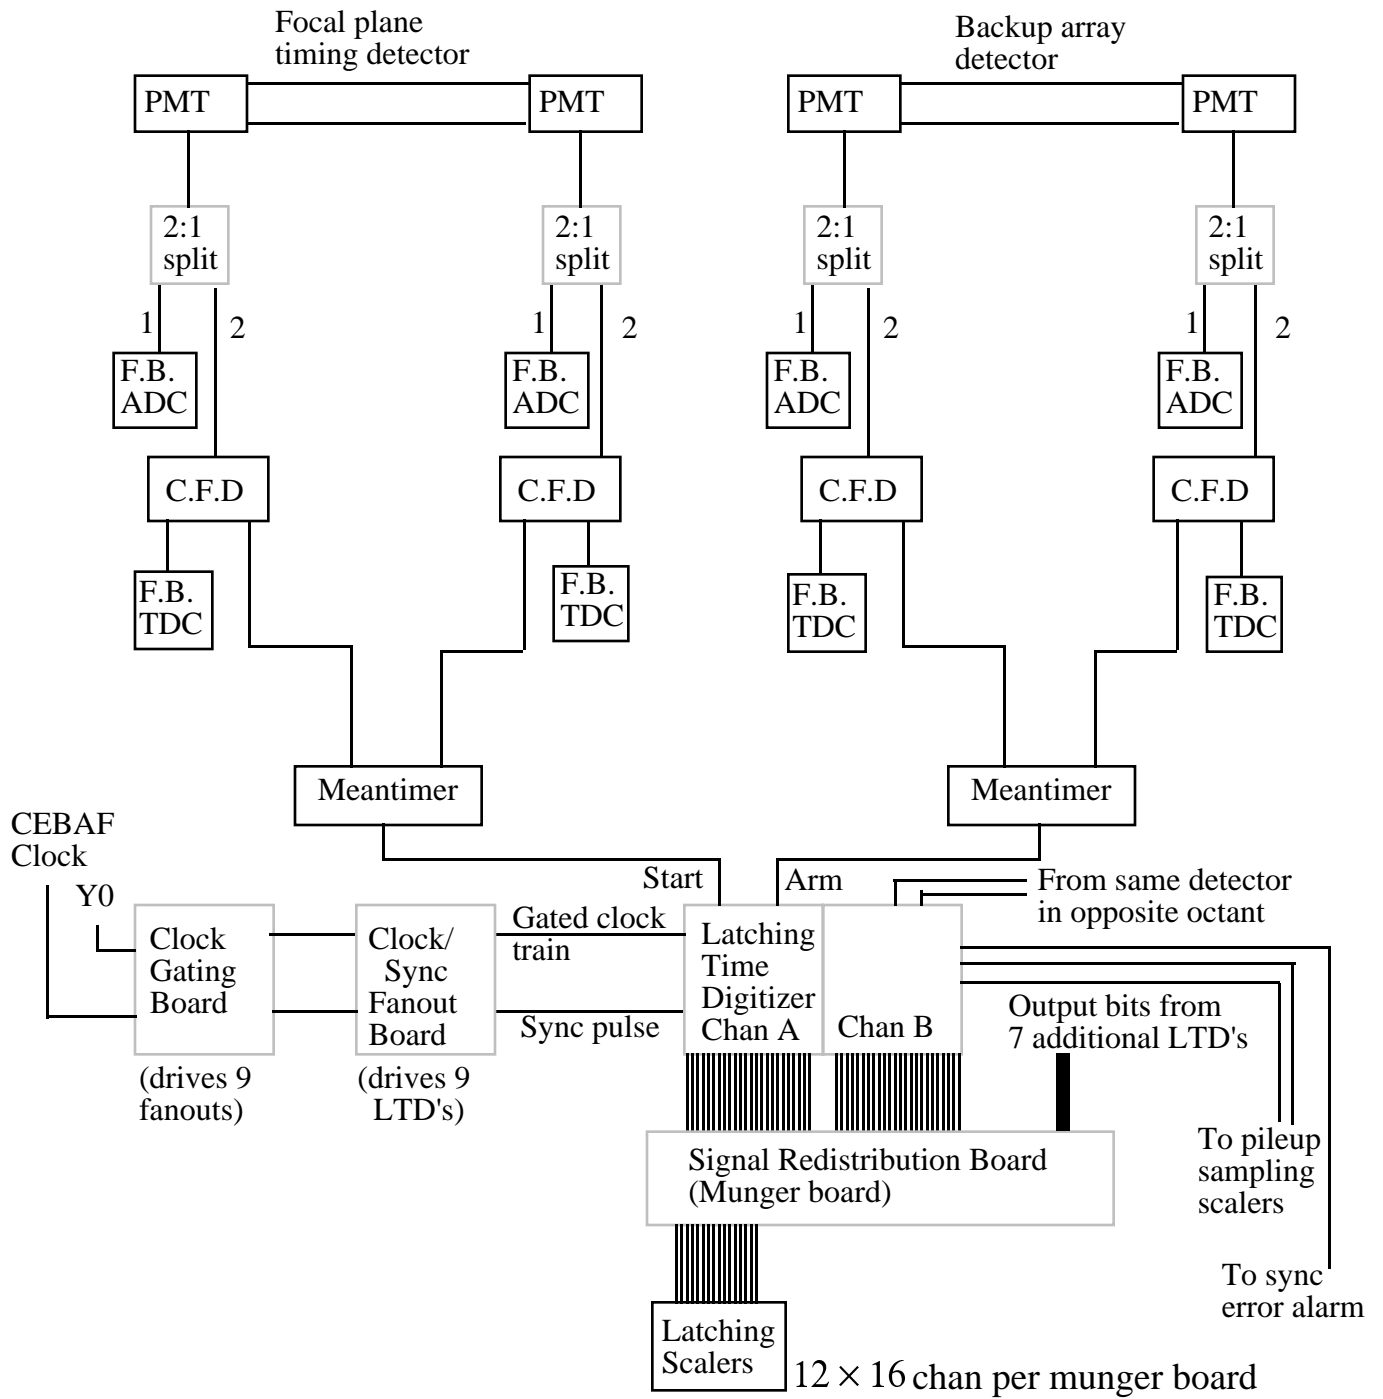 Focal plane
timing detector
Backup array
detector
PMT
PMT
PMT
PMT
2:1
split
2:1
split
2:1
split
2:1
split
1
2
1
2
1
2
1
2
F.B.
ADC
F.B.
ADC
F.B.
ADC
F.B.
ADC
C.F.D
C.F.D
C.F.D
C.F.D
F.B.
TDC
F.B.
TDC
F.B.
TDC
F.B.
TDC
Meantimer
Meantimer
CEBAF
Clock
Y0
Start
Arm
From same detector
in opposite octant
Clock
Gating
Board
Clock/
Sync
Fanout
Board
Gated clock
train
Sync pulse
Latching
Time
Digitizer
Chan A
Chan B
Output bits from
7 additional LTD's
(drives 9
fanouts)
(drives 9
LTD's)
Signal Redistribution Board
(Munger board)
To pileup
sampling
scalers
To sync
error alarm
Latching
Scalers
12 × 16 chan per munger board